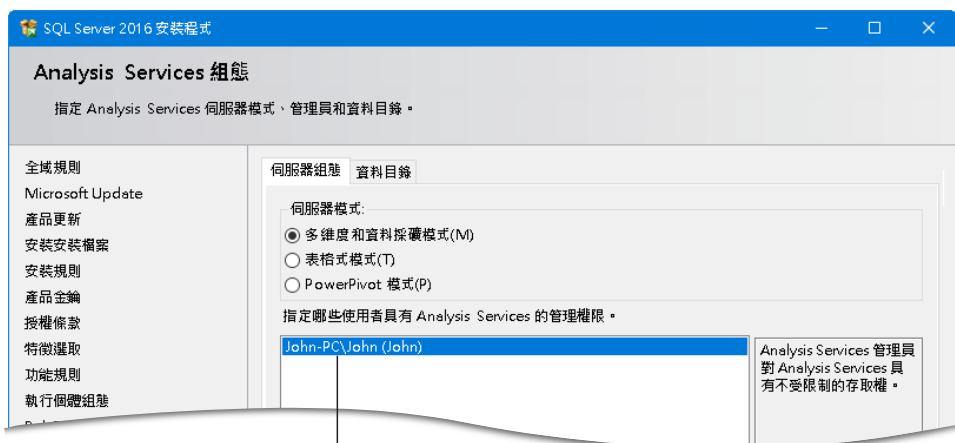 SQL Server 2016 安裝程式
Analysis Services 組態
指定 Analysis Services 伺服器模式、管理員和資料目錄。
全域規則
Microsoft Update
產品更新
安裝安裝檔案
安裝規則
產品金鑰
授權條款
特徵選取
功能規則
執行個體組態
伺服器組態 資料目錄
伺服器模式:
多維度和資料採礦模式(M)
表格式模式(T)
PowerPivot 模式(P)
指定哪些使用者具有 Analysis Services 的管理權限。
John-PC\John (John)
Analysis Services 管理員
對 Analysis Services 具
有不受限制的存取權。